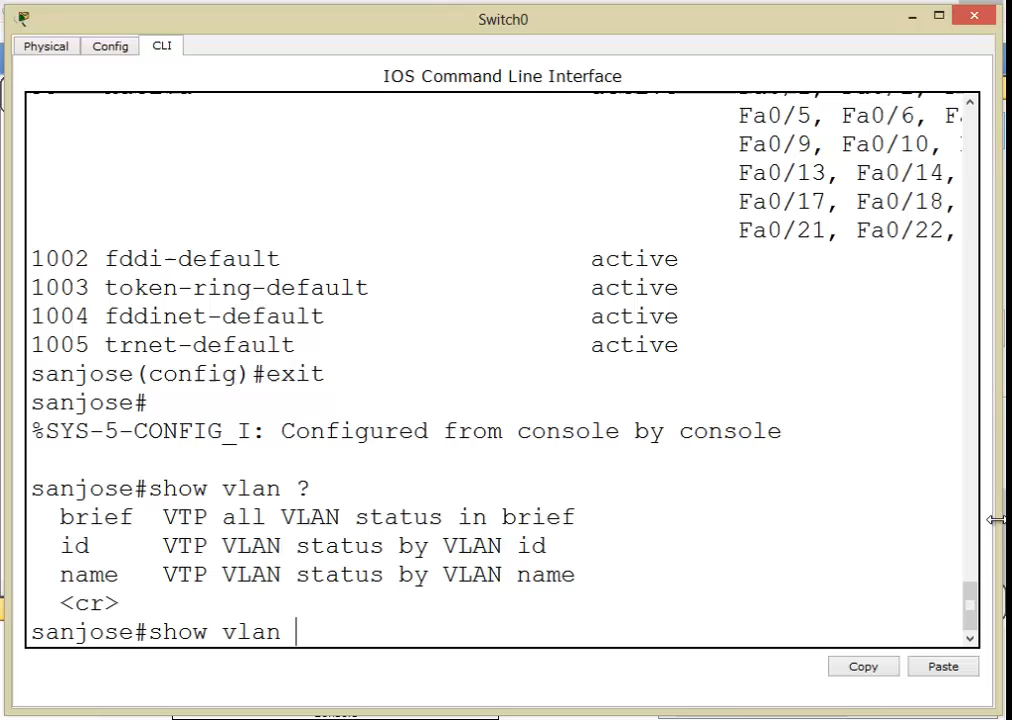 Switch0
Physical Config CLI
IOS Command Line Interface
active
Fa0/5, Fa0/6,
Fa0/9, Fa0/10,
Fa0/13, Fa0/14,
Fa0/17, Fa0/18,
Fa0/21, Fa0/22,
1002 fddi-default active
1003 token-ring-default active
1004 fddinet-default active
1005 trnet-default active
sanjose(config)#exit
sanjose#
%SYS-5-CONFIG_I: Configured from console by console
sanjose#show vlan ?
brief VTP all VLAN status in brief
id VTP VLAN status by VLAN id
name VTP VLAN status by VLAN name
<cr>
sanjose#show vlan
Copy Paste